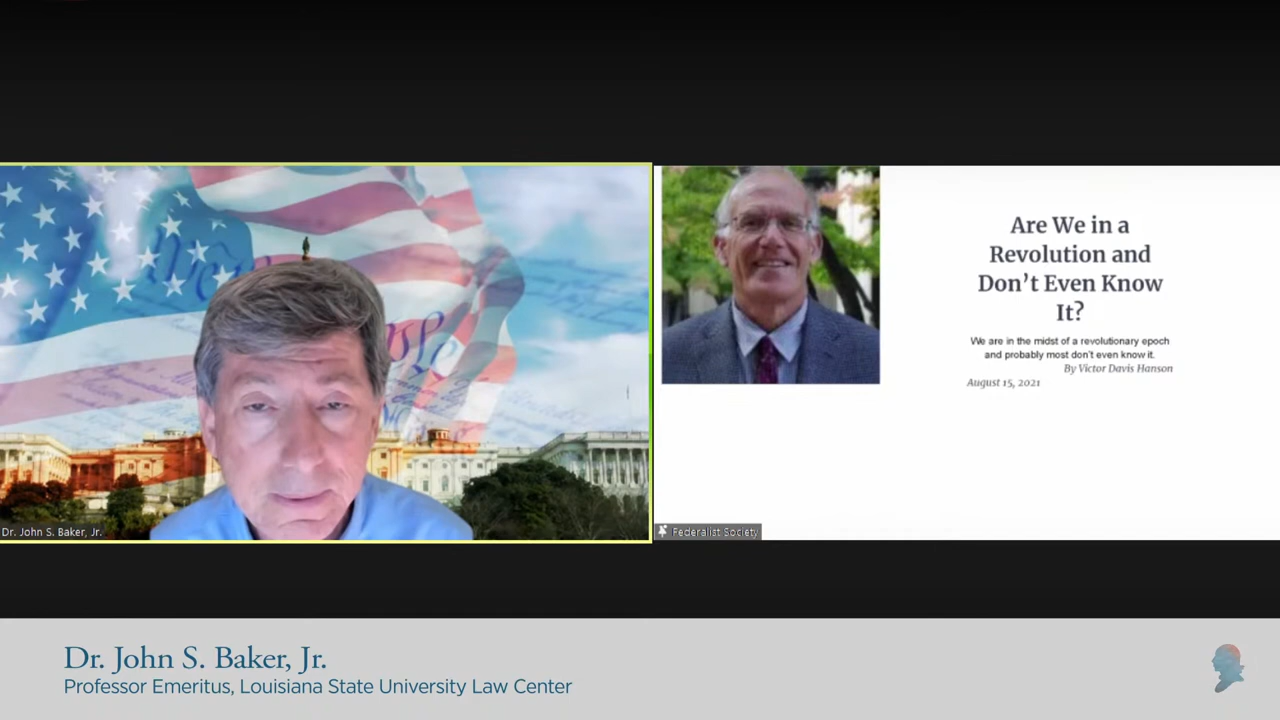 We
People
Dr. John S. Baker, Jr.
Are We in a
Revolution and
Don't Even Know
It?
We are in the midst of a revolutionary epoch
and probably most don't even know it.
By Victor Davis Hanson
August 15, 2021
Federalist Society
Dr. John S. Baker, Jr.
Professor Emeritus, Louisiana State University Law Center